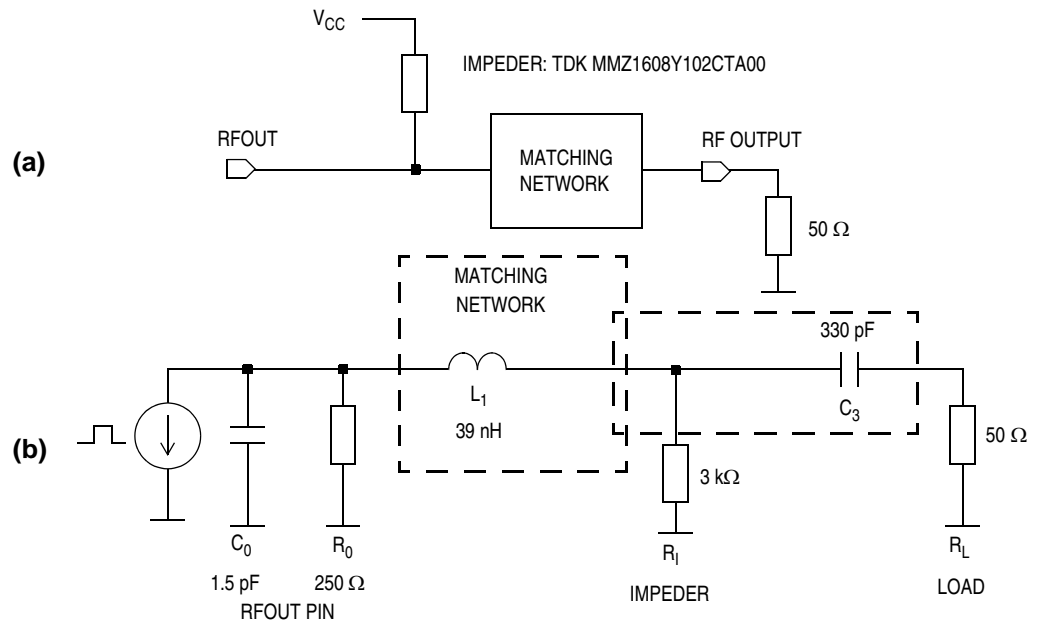 V_CC
IMPEDER: TDK MMZ1608Y102CTA00
RFOUT
RF OUTPUT
(a)
MATCHING
NETWORK
50 Ω
MATCHING
NETWORK
330 pF
L_1
C_3
39 nH
50 Ω
(b)
3 kΩ
C_0
R_0
R_I
R_L
1.5 pF
250 Ω
IMPEDER
LOAD
RFOUT PIN